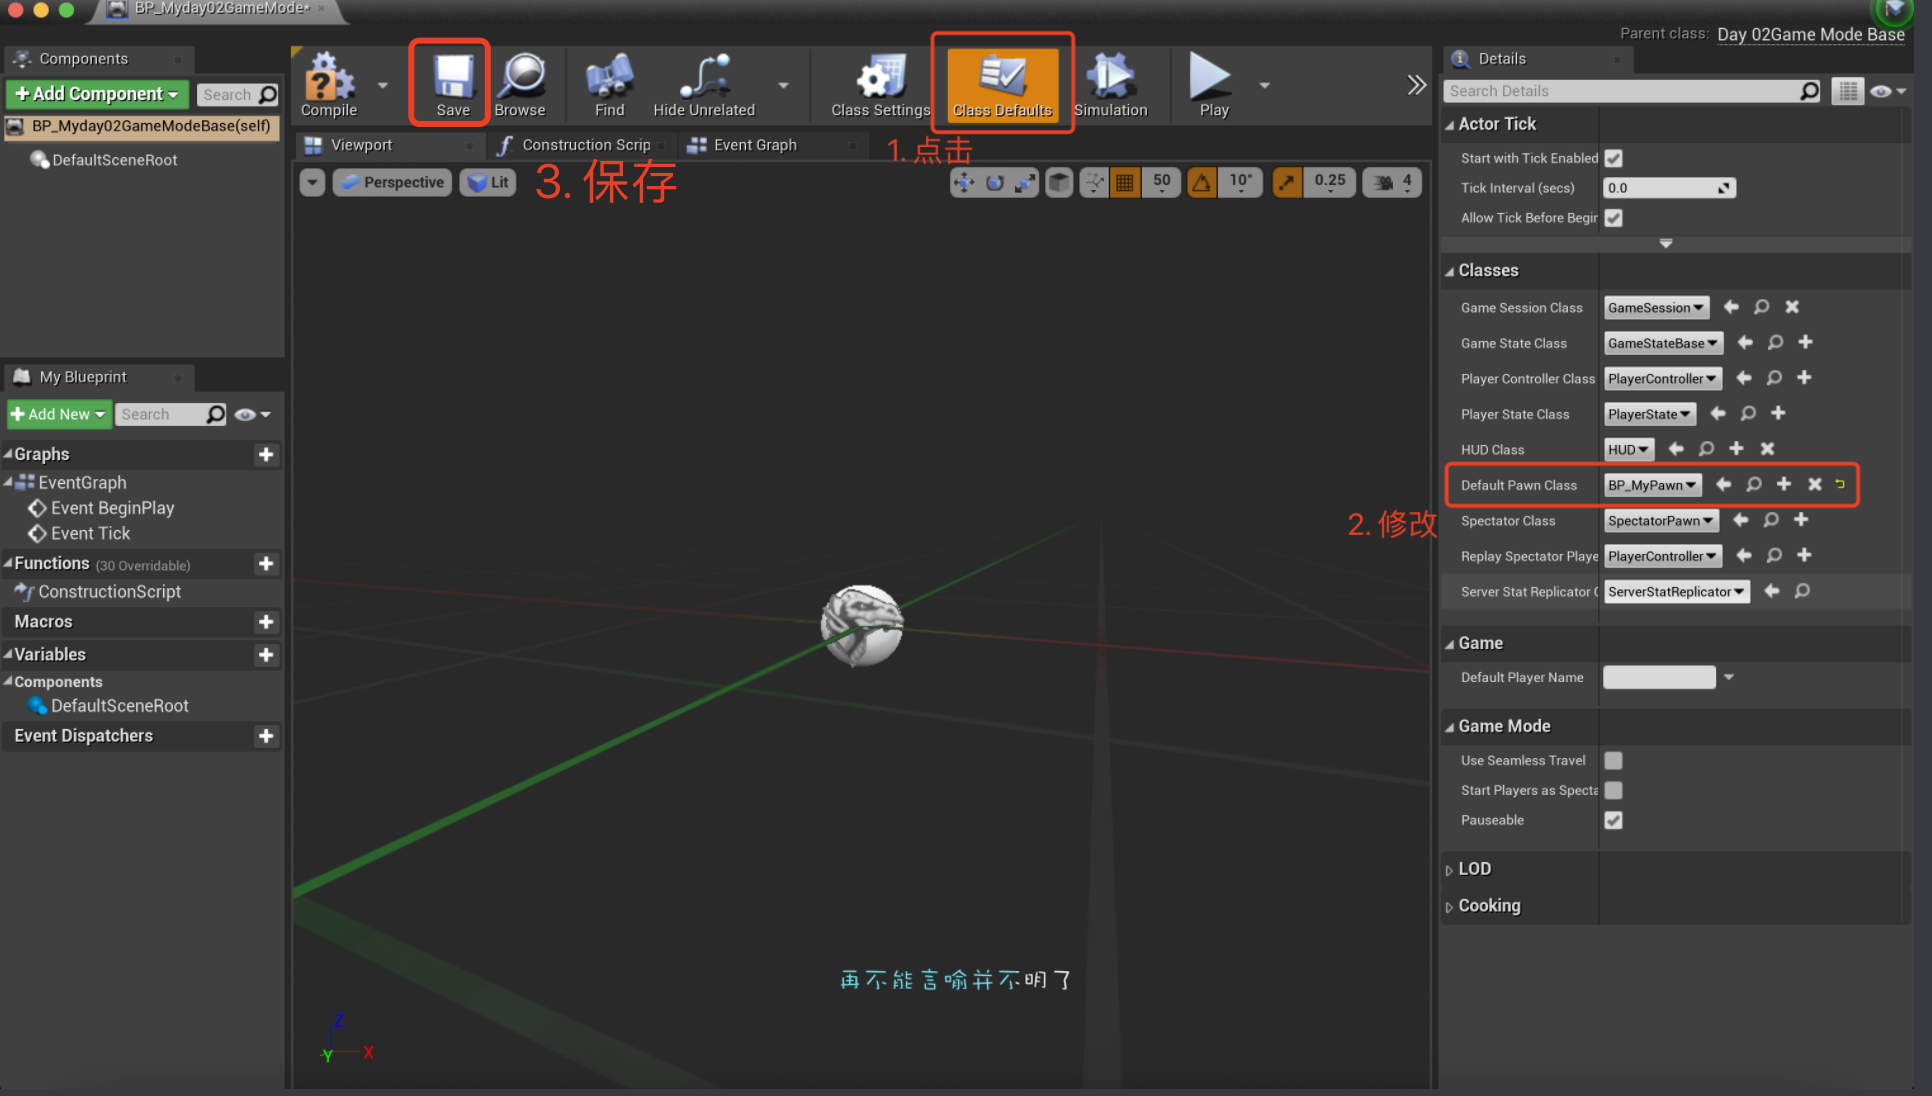 BP_Myday02GameMode*
Parent class: Day 02Game Mode Base
Components
Add Component
Search
BP_Myday02GameModeBase(self)
DefaultSceneRoot
My Blueprint
Add New
Search
Graphs
EventGraph
Event BeginPlay
Event Tick
Functions (30 Overridable)
ConstructionScript
Macros
Variables
Components
DefaultSceneRoot
Event Dispatchers
Compile
Save
Browse
Find
Hide Unrelated
Class Settings
Class Defaults
Simulation
Play
Viewport
Construction Scrip
Event Graph
1. 点击
Perspective
Lit
3. 保存
50
10°
0.25
4
再不能言喻并不明了
Z
Y
X
Details
Search Details
Actor Tick
Start with Tick Enabled
Tick Interval (secs) 0.0
Allow Tick Before Begin
Classes
Game Session Class GameSession
Game State Class GameStateBase
Player Controller Class PlayerController
Player State Class PlayerState
HUD Class HUD
Default Pawn Class BP_MyPawn
2. 修改
Spectator Class SpectatorPawn
Replay Spectator Playe PlayerController
Server Stat Replicator C ServerStatReplicator
Game
Default Player Name
Game Mode
Use Seamless Travel
Start Players as Specta
Pauseable
LOD
Cooking